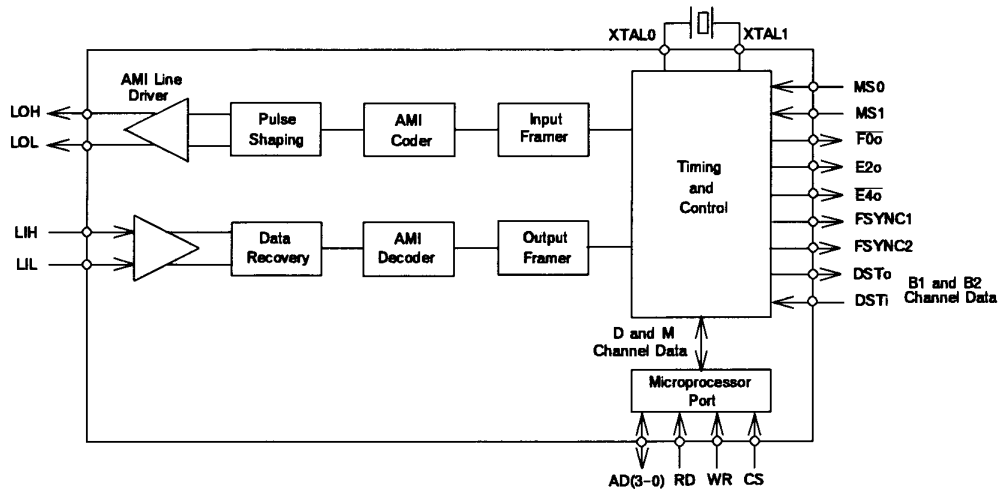 XTAL0
XTAL1
AMI Line
Driver
LOH
LOL
Pulse
Shaping
AMI
Coder
Input
Framer
Timing
and
Control
MS0
MS1
F0o
E2o
E4o
FSYNC1
FSYNC2
DSTo
DSTi
B1 and B2
Channel Data
LIH
LIL
Data
Recovery
AMI
Decoder
Output
Framer
D and M
Channel Data
Microprocessor
Port
AD(3-0)
RD
WR
CS